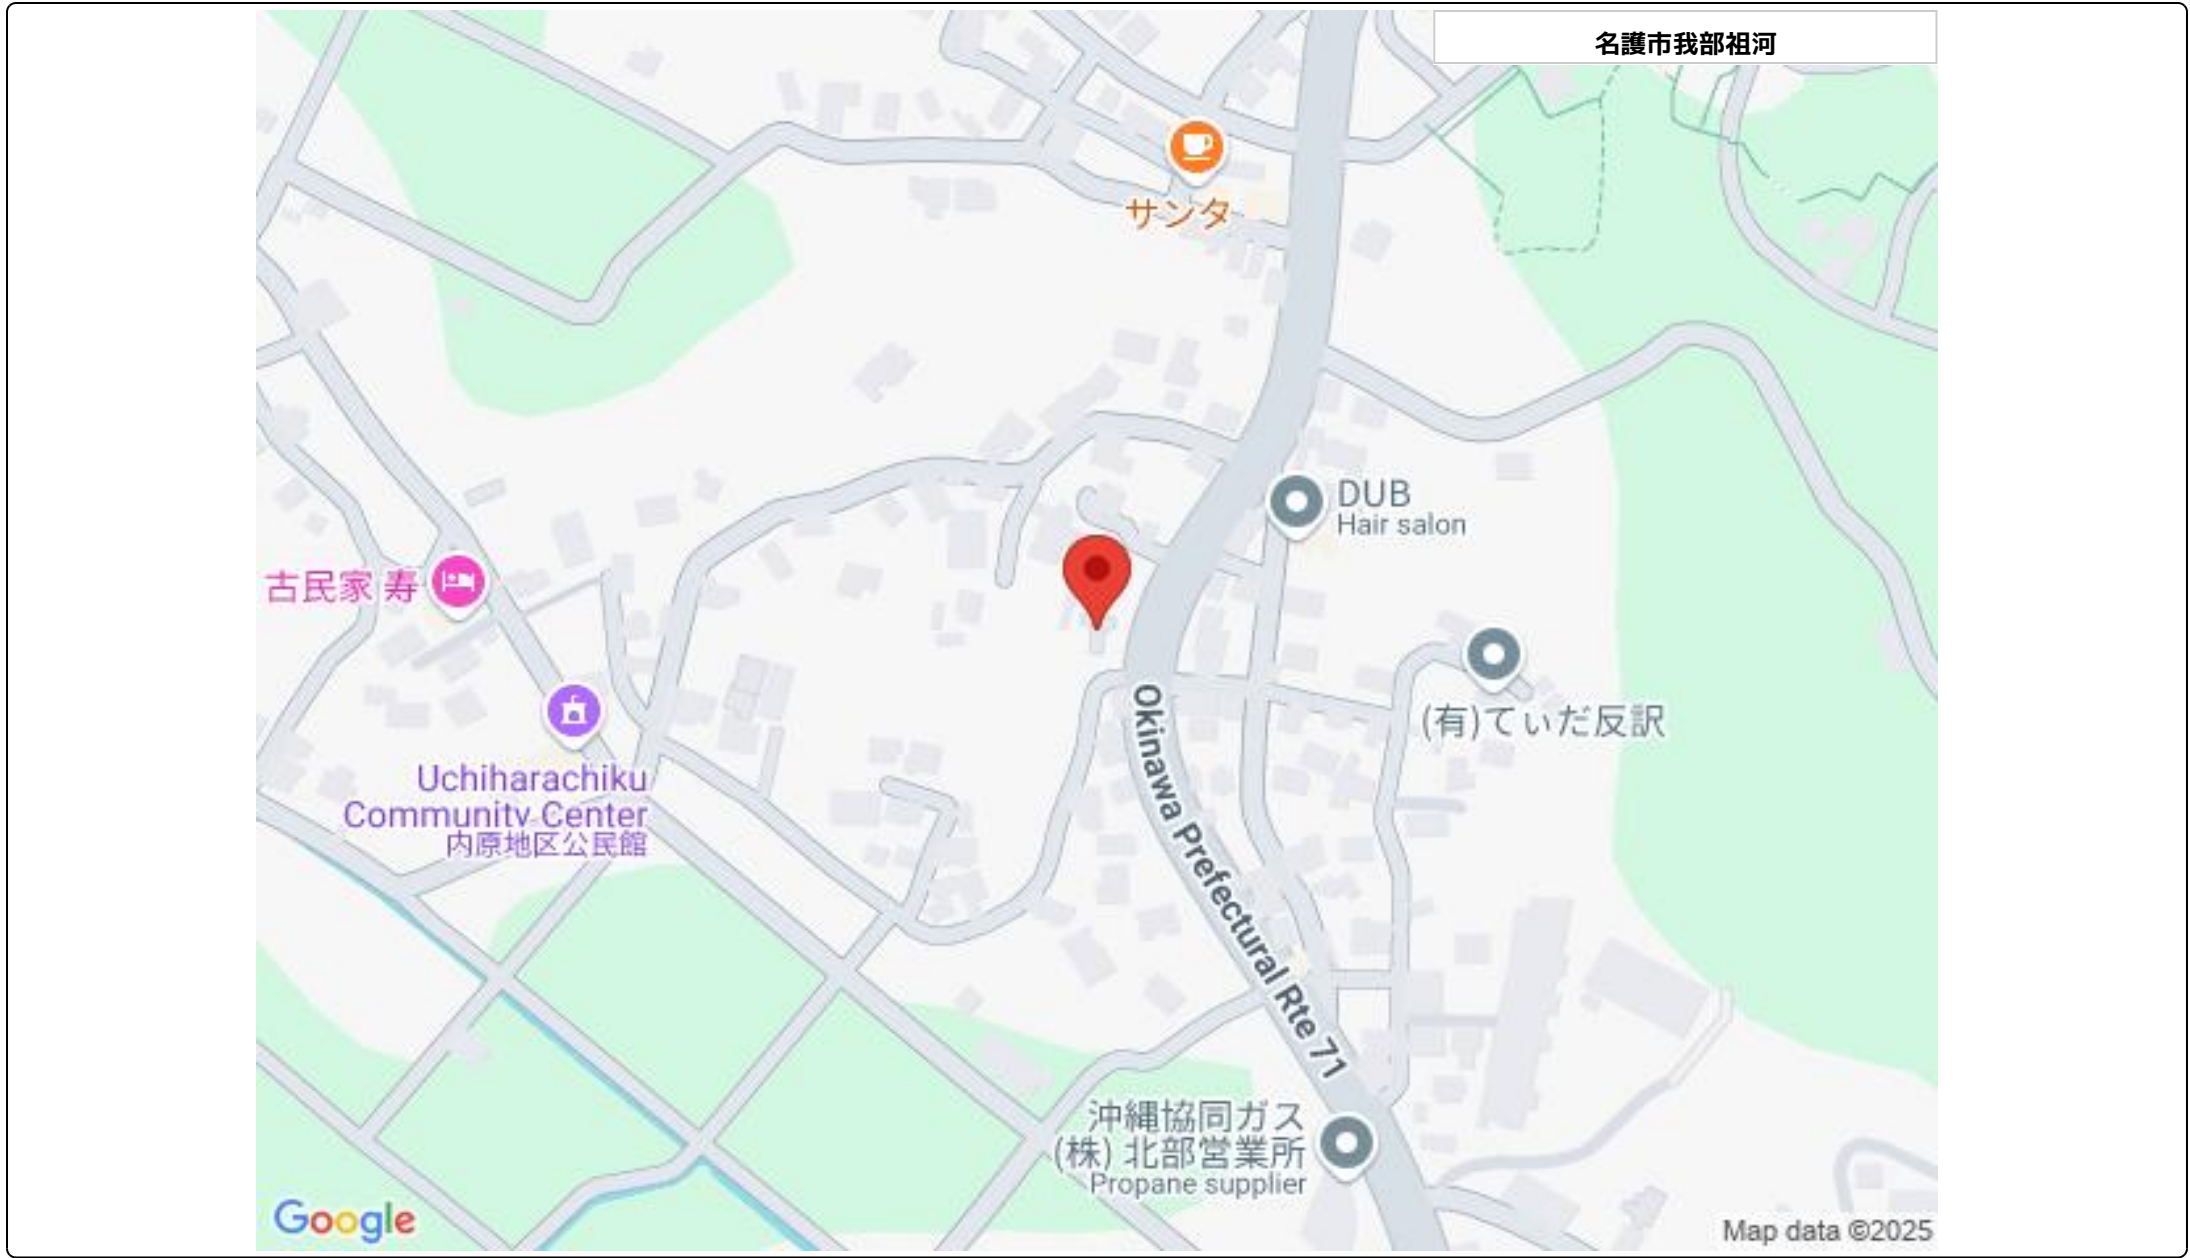 名護市我部祖河
サンタ
DUB
Hair salon
古民家 寿
(有)てぃだ反訳
Uchiharachiku
Community Center
内原地区公民館
Okinawa Prefectural Rte 71
沖縄協同ガス
(株) 北部営業所
Propane supplier
Google
Map data ©2025